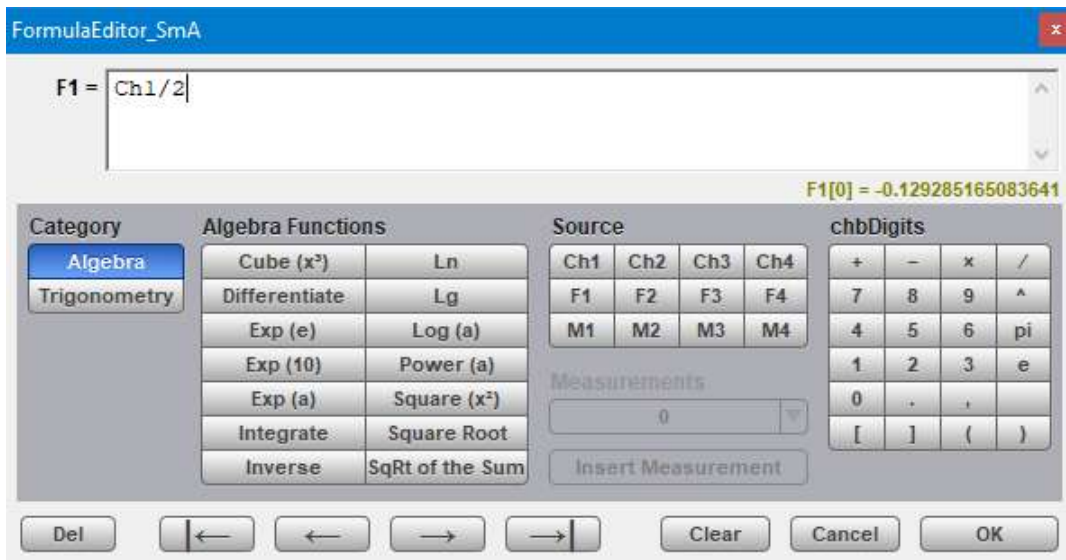 FormulaEditor_SmA x
F1 = Ch1/2
F1[0] = -0.129285165083641
Category Algebra Functions Source chbDigits
Algebra Cube (x³) Ln Ch1 Ch2 Ch3 Ch4 + − × /
Trigonometry Differentiate Lg F1 F2 F3 F4 7 8 9 ^
Exp (e) Log (a) M1 M2 M3 M4 4 5 6 pi
Exp (10) Power (a) 1 2 3 e
Measurements
Exp (a) Square (x²) 0 0 . ,
Integrate Square Root [ ] ( )
Inverse SqRt of the Sum Insert Measurement
Del |← ← → →| Clear Cancel OK